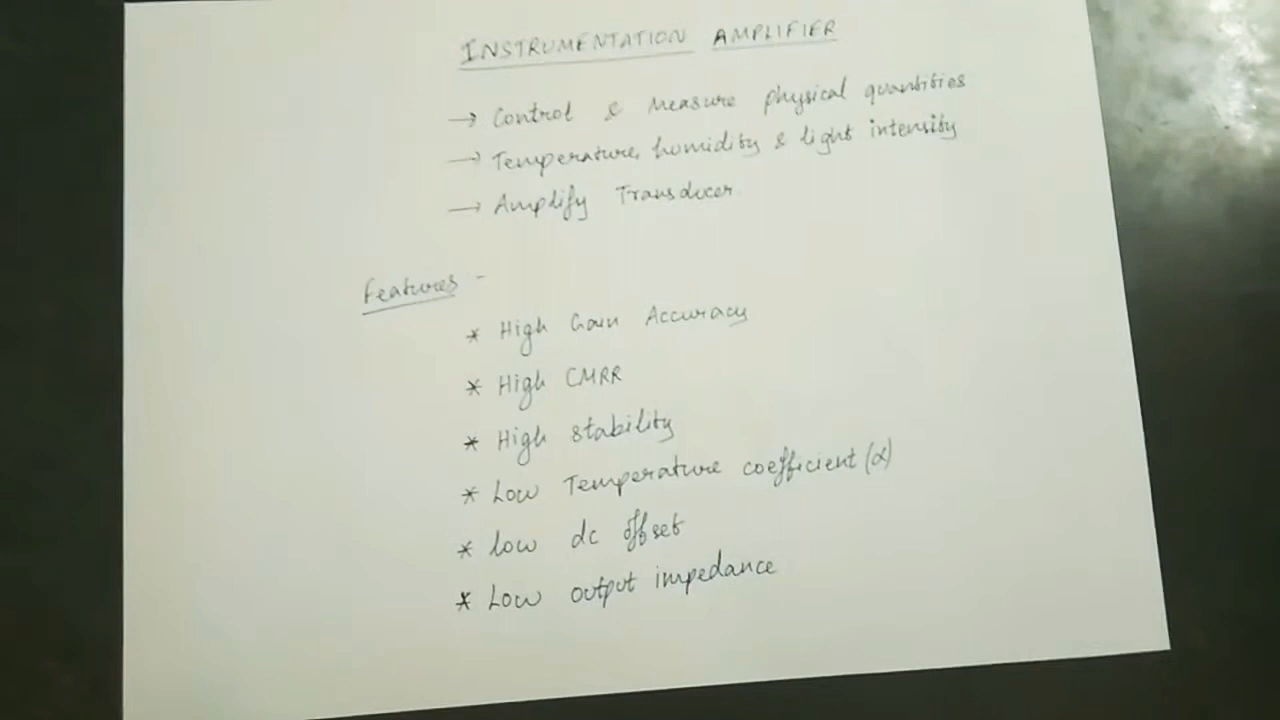 INSTRUMENTATION AMPLIFIER
→ Control & Measure physical quantities
→ Temperature, homidity & light intensity
→ Amplify Transducer
Features -
* High Gain Accuracy
* High CMRR
* High stability
* Low Temperature coefficient (α)
* low dc offset
* Low output impedance